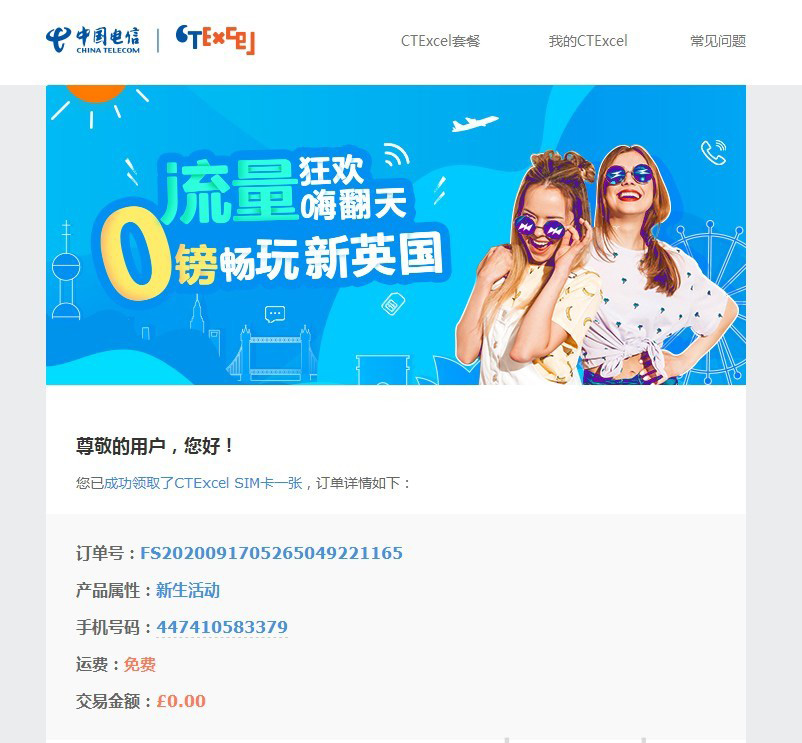 中国电信
CHINA TELECOM
CTExcel
CTExcel套餐
我的CTExcel
常见问题
流量狂欢
嗨翻天
0镑畅玩新英国
尊敬的用户，您好！
您已成功领取了CTExcel SIM卡一张，订单详情如下：
订单号：FS2020091705265049221165
产品属性：新生活动
手机号码：447410583379
运费：免费
交易金额：£0.00